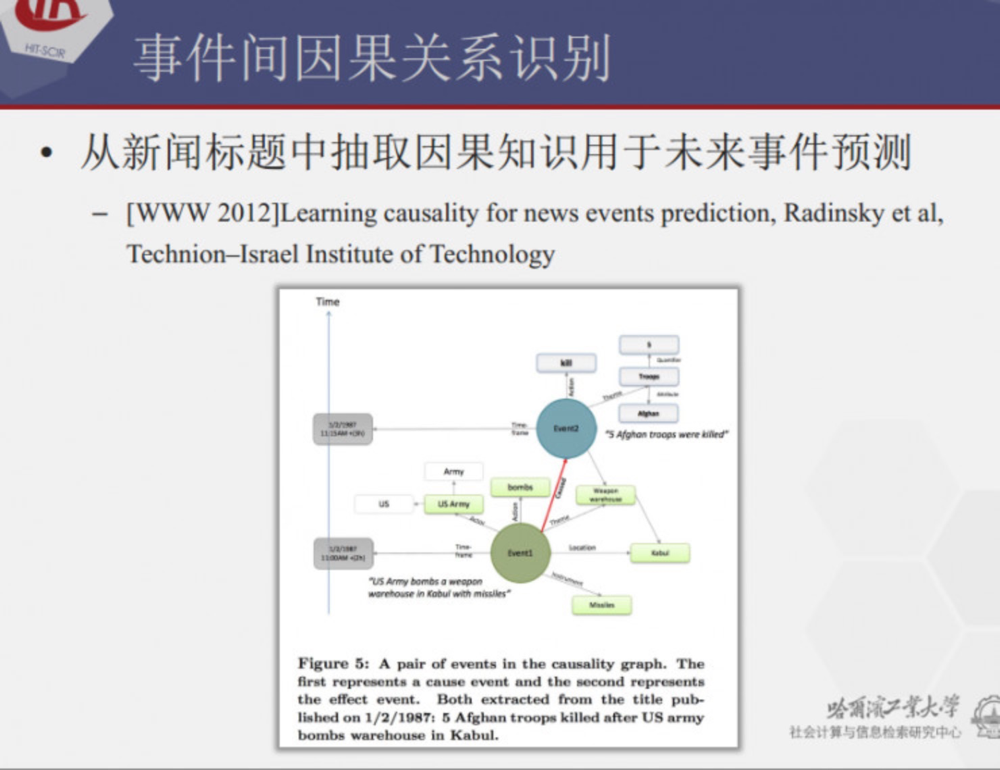 HIT-SCIR
事件间因果关系识别
• 从新闻标题中抽取因果知识用于未来事件预测
– [WWW 2012]Learning causality for news events prediction, Radinsky et al,
Technion–Israel Institute of Technology
Time
5
Quantifier
kill
Troops
Action
Theme
Attribute
Afghan
1/2/1987
11:15AM +(3h)
Time-
frame
Event2
"5 Afghan troops were killed"
Army
bombs
Caused
Weapon
warehouse
US
US Army
Actor
Action
Theme
1/2/1987
11:00AM +(2h)
Time-
frame
Event1
Location
Kabul
"US Army bombs a weapon
warehouse in Kabul with missiles"
Instrument
Missiles
Figure 5: A pair of events in the causality graph. The
first represents a cause event and the second represents
the effect event. Both extracted from the title pub-
lished on 1/2/1987: 5 Afghan troops killed after US army
bombs warehouse in Kabul.
哈尔滨工业大学
社会计算与信息检索研究中心